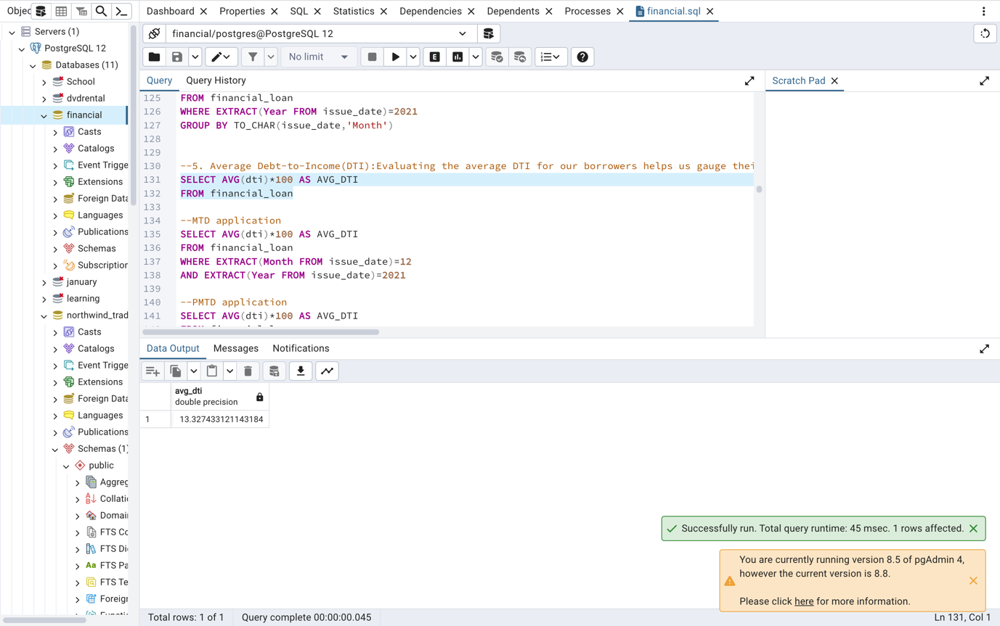 Objec
Dashboard
Properties
SQL
Statistics
Dependencies
Dependents
Processes
financial.sql
Servers (1)
PostgreSQL 12
Databases (11)
School
dvdrental
financial
Casts
Catalogs
Event Trigge
Extensions
Foreign Data
Languages
Publications
Schemas
Subscription
january
learning
northwind_trad
Casts
Catalogs
Event Trigge
Extensions
Foreign Data
Languages
Publications
Schemas (1)
public
Aggreg
Collatio
Domain
FTS Co
FTS Dic
Aa FTS Pa
FTS Te
Foreign
financial/postgres@PostgreSQL 12
No limit
E
Query
Query History
Scratch Pad
125 FROM financial_loan
126 WHERE EXTRACT(Year FROM issue_date)=2021
127 GROUP BY TO_CHAR(issue_date,'Month')
128
129
130 --5. Average Debt-to-Income(DTI):Evaluating the average DTI for our borrowers helps us gauge thei
131 SELECT AVG(dti)*100 AS AVG_DTI
132 FROM financial_loan
133
134 --MTD application
135 SELECT AVG(dti)*100 AS AVG_DTI
136 FROM financial_loan
137 WHERE EXTRACT(Month FROM issue_date)=12
138 AND EXTRACT(Year FROM issue_date)=2021
139
140 --PMTD application
141 SELECT AVG(dti)*100 AS AVG_DTI
Data Output
Messages
Notifications
avg_dti
double precision
1 13.327433121143184
Successfully run. Total query runtime: 45 msec. 1 rows affected.
You are currently running version 8.5 of pgAdmin 4,
however the current version is 8.8.
Please click here for more information.
Total rows: 1 of 1
Query complete 00:00:00.045
Ln 131, Col 1